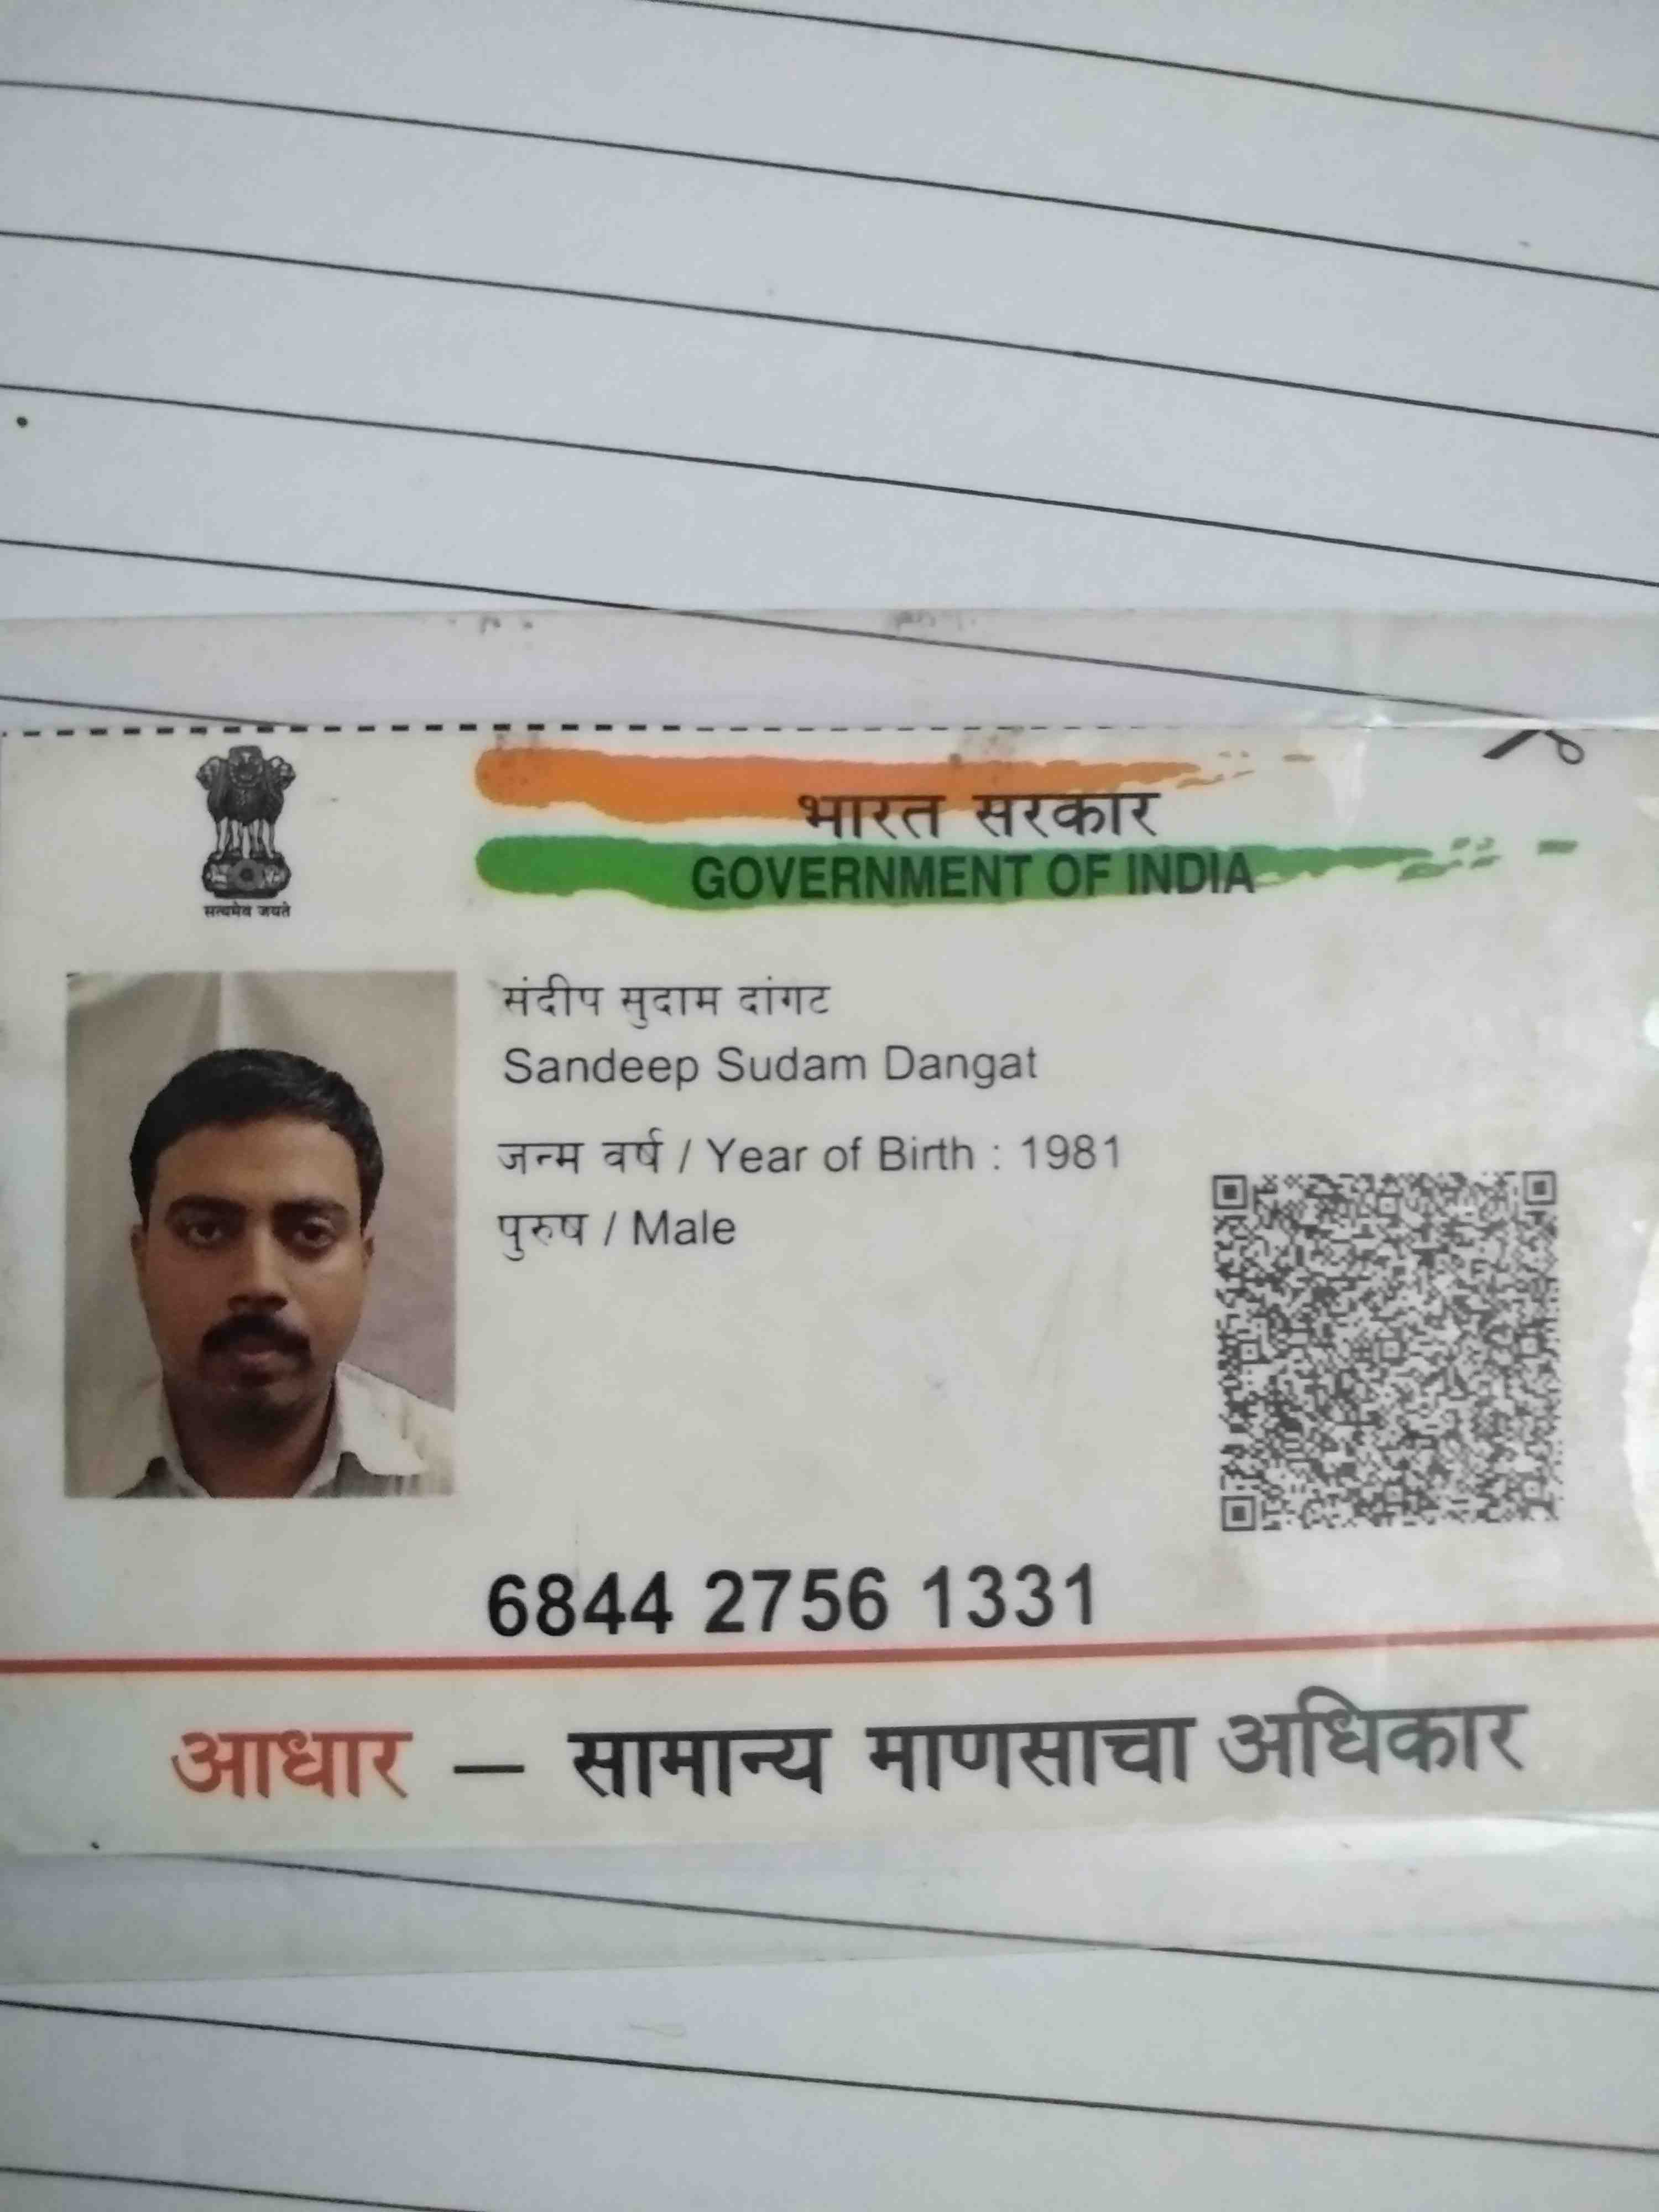 सत्यमेव जयते
भारत सरकार
GOVERNMENT OF INDIA
संदीप सुदाम दांगट
Sandeep Sudam Dangat
जन्म वर्ष / Year of Birth : 1981
पुरुष / Male
6844 2756 1331
आधार – सामान्य माणसाचा अधिकार